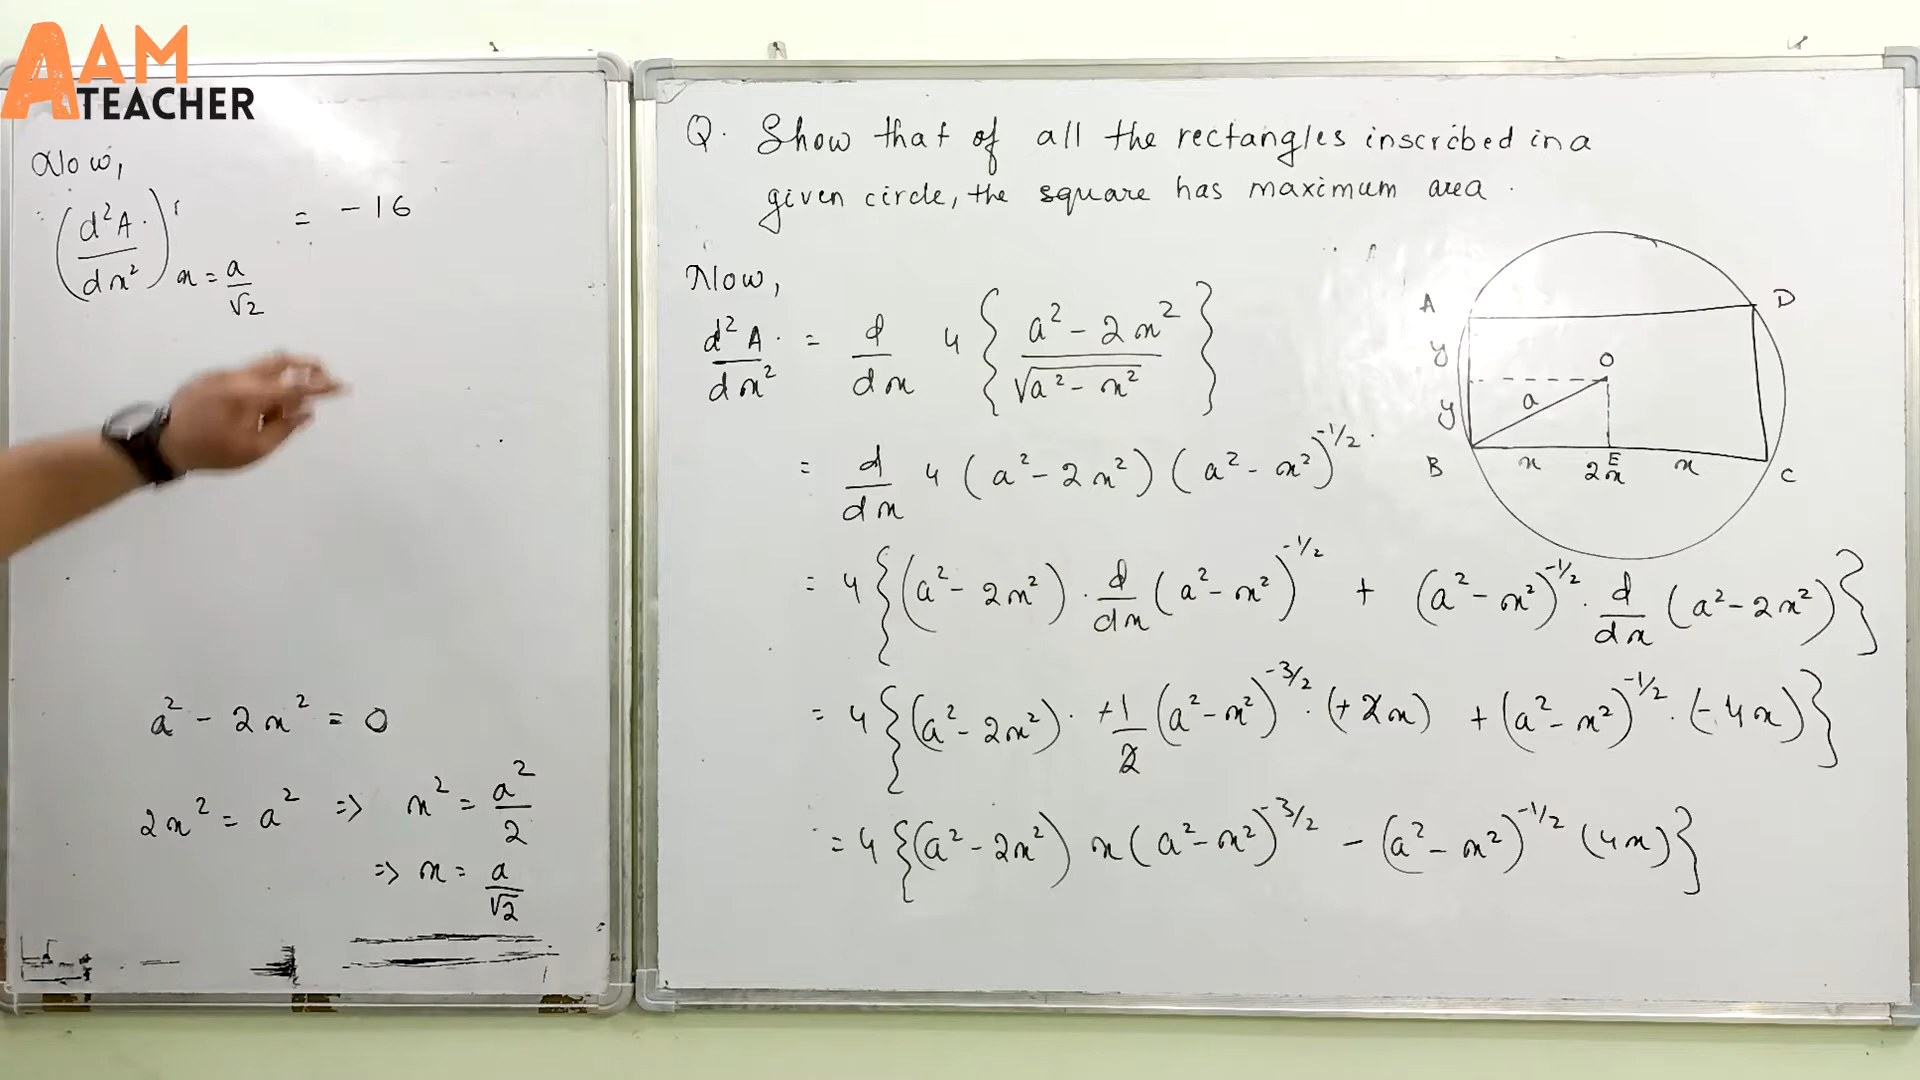 AAM
TEACHER
Now,
(d²A/dx²) x = a/√2 = -16
a² - 2x² = 0
2x² = a² => x² = a²/2
=> x = a/√2
Q. Show that of all the rectangles inscribed in a
given circle, the square has maximum area.
Now,
d²A/dx² = d/dx 4 { (a² - 2x²)/√(a² - x²) }
= d/dx 4 (a² - 2x²) (a² - x²)^(-1/2)
= 4 { (a² - 2x²) · d/dx (a² - x²)^(-1/2) + (a² - x²)^(-1/2) · d/dx (a² - 2x²) }
= 4 { (a² - 2x²) · +1/2 (a² - x²)^(-3/2) · (+2x) + (a² - x²)^(-1/2) · (-4x) }
= 4 { (a² - 2x²) x (a² - x²)^(-3/2) - (a² - x²)^(-1/2) (4x) }
A
D
y
O
y
a
B
x
E
2x
x
C